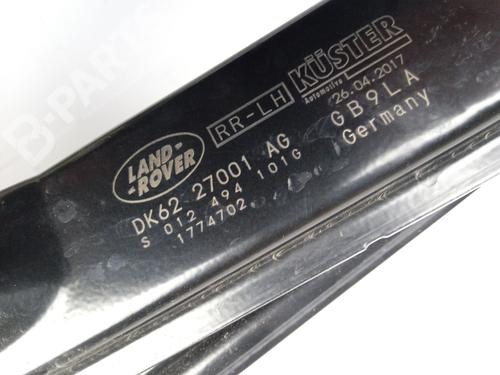 LAND-
-ROVER
RR-LH
KÜSTER
Automotive
26.04.2017
DK62 27001 AG
GB9LA
S 012 494 101G
Germany
1774702
B-PARTS